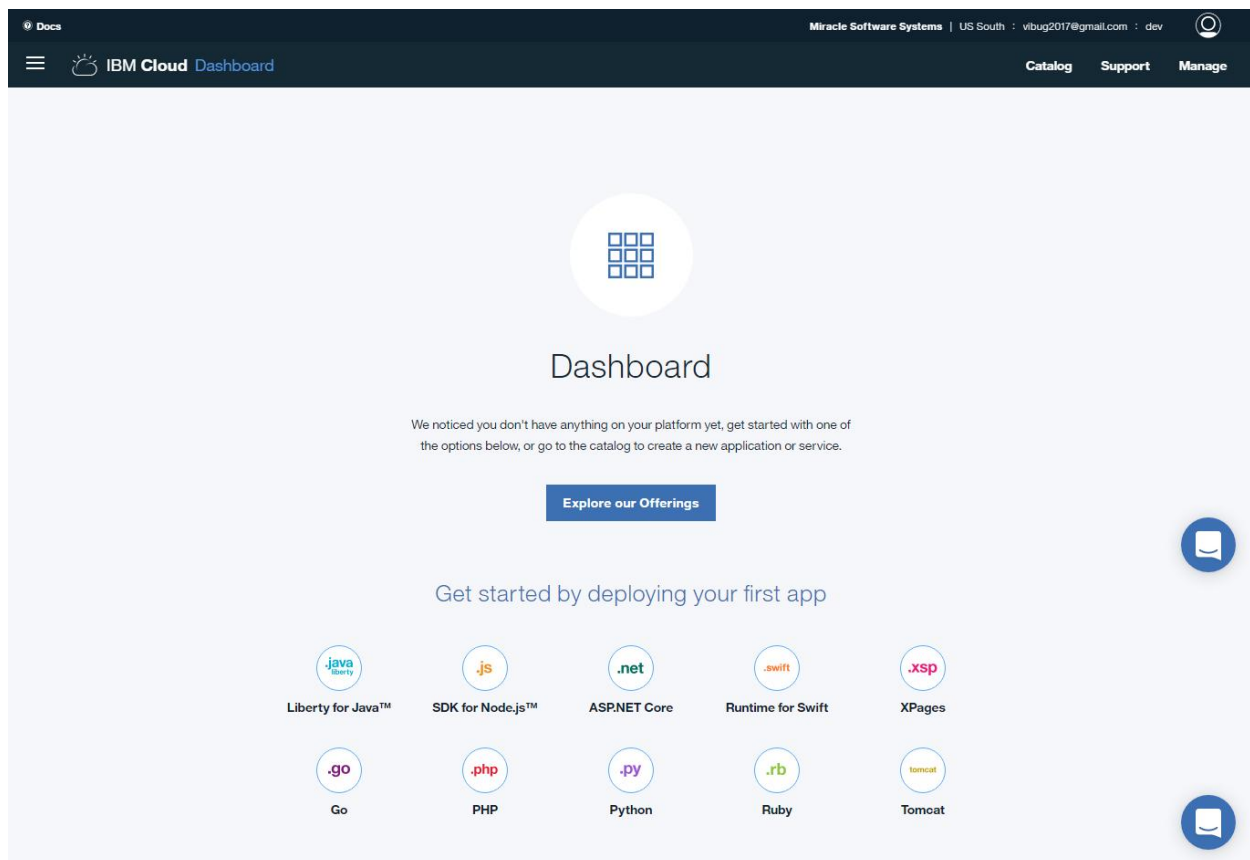 Docs
Miracle Software Systems | US South : vibug2017@gmail.com : dev
IBM Cloud Dashboard
Catalog Support Manage
Dashboard
We noticed you don't have anything on your platform yet, get started with one of
the options below, or go to the catalog to create a new application or service.
Explore our Offerings
Get started by deploying your first app
.java liberty
.js
.net
.swift
.xsp
Liberty for Java™
SDK for Node.js™
ASP.NET Core
Runtime for Swift
XPages
.go
.php
.py
.rb
tomcat
Go
PHP
Python
Ruby
Tomcat